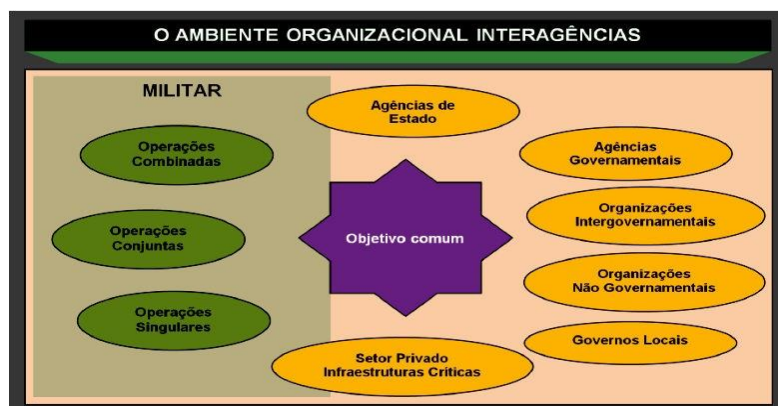 O AMBIENTE ORGANIZACIONAL INTERAGÊNCIAS
MILITAR
Operações
Combinadas
Operações
Conjuntas
Operações
Singulares
Agências de
Estado
Objetivo comum
Setor Privado
Infraestruturas Críticas
Agências
Governamentais
Organizações
Intergovernamentais
Organizações
Não Governamentais
Governos Locais